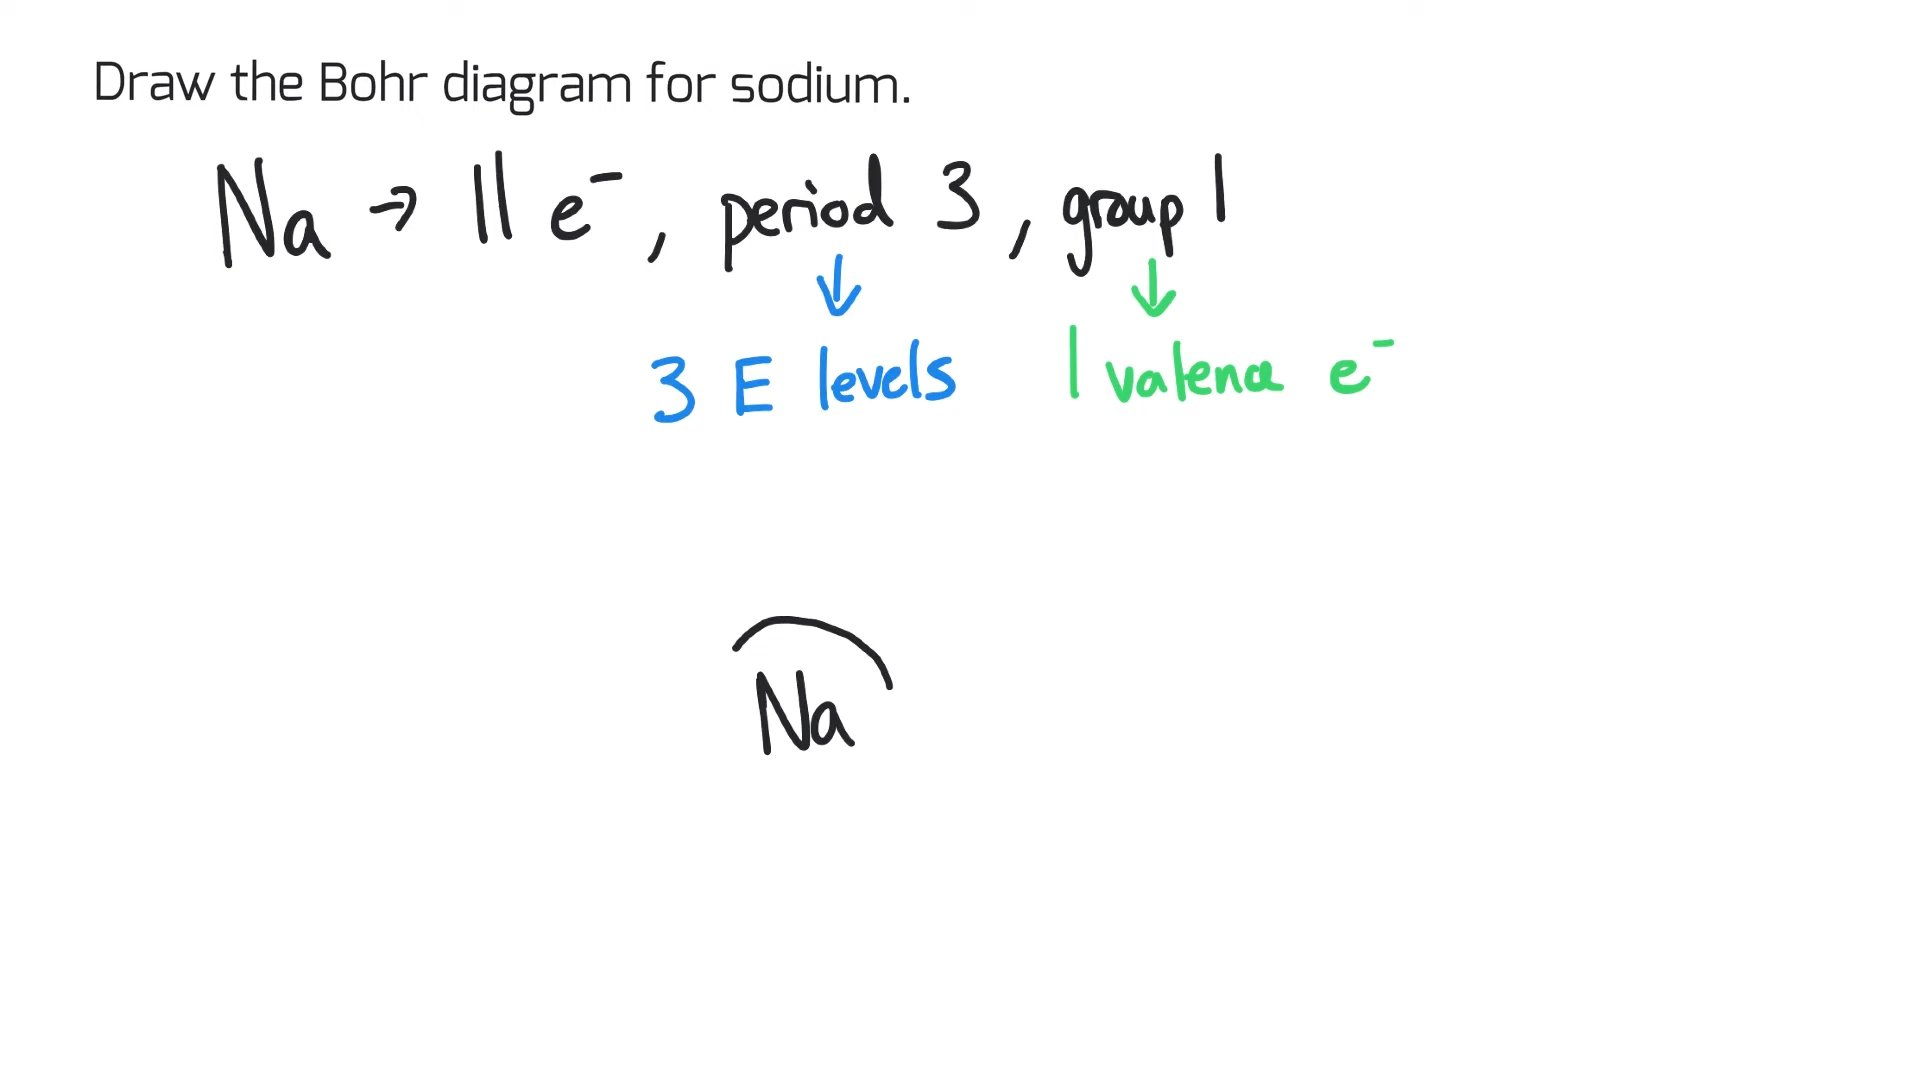 Draw the Bohr diagram for sodium.
Na → 11 e⁻, period 3, group 1
↓ ↓
3 E levels 1 valence e⁻
Na